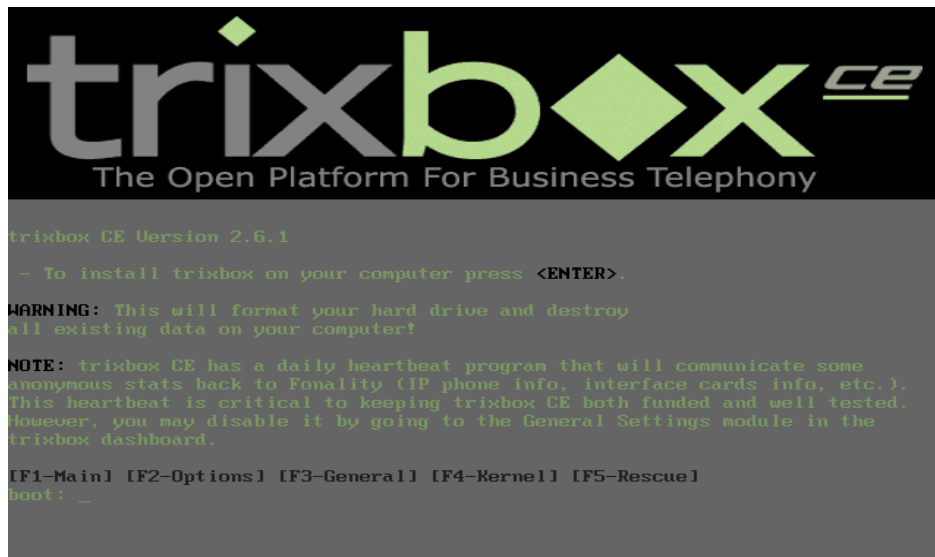 trixbox CE
The Open Platform For Business Telephony
trixbox CE Version 2.6.1
- To install trixbox on your computer press <ENTER>.
WARNING: This will format your hard drive and destroy
all existing data on your computer!
NOTE: trixbox CE has a daily heartbeat program that will communicate some
anonymous stats back to Fonality (IP phone info, interface cards info, etc.).
This heartbeat is critical to keeping trixbox CE both funded and well tested.
However, you may disable it by going to the General Settings module in the
trixbox dashboard.
[F1-Main] [F2-Options] [F3-General] [F4-Kernel] [F5-Rescue]
boot: _